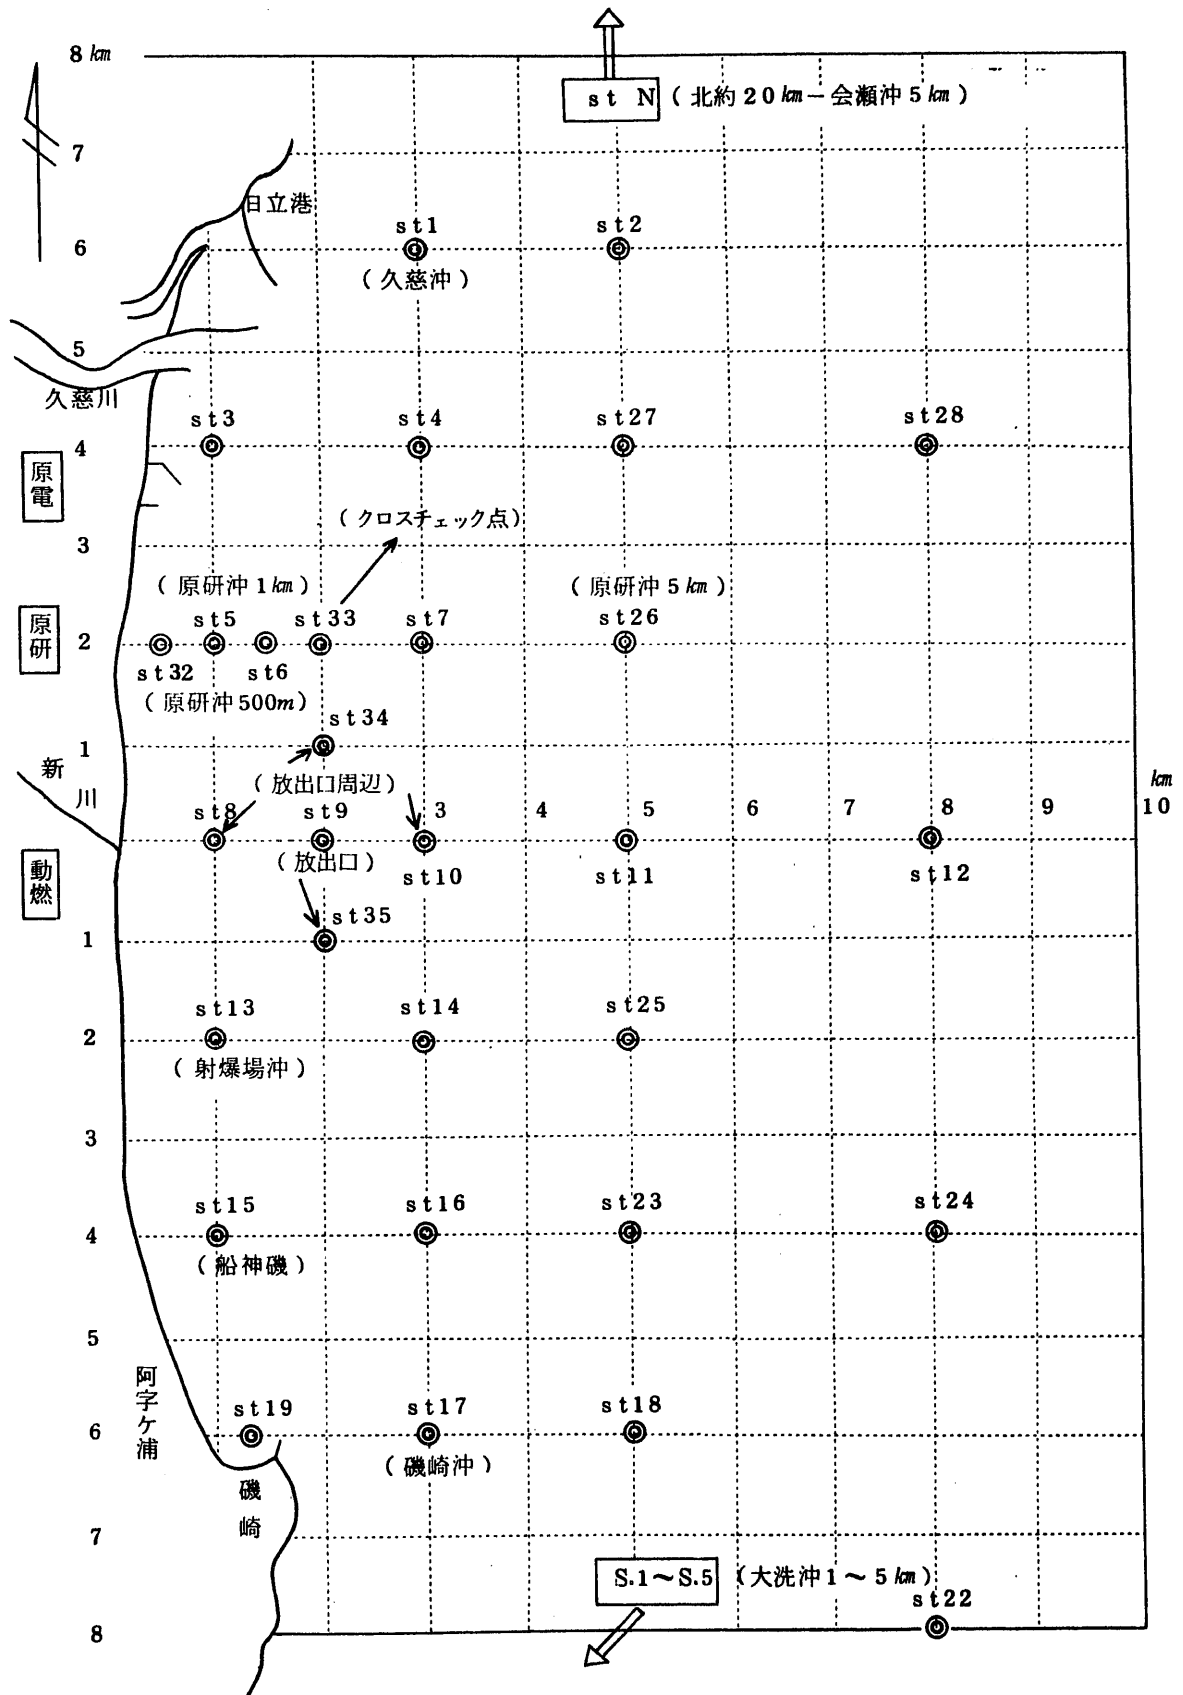 8 km
st N ( 北約20km－会瀬沖5km )
7
日立港
st1 st2
6
( 久慈沖 )
5
久慈川
st3 st4 st27 st28
4
原電
( クロスチェック点 )
3
( 原研沖1km ) ( 原研沖5km )
原研
st5 st33 st7 st26
2
st32 st6
( 原研沖500m )
st34
1
新川
( 放出口周辺 )
km
st8 st9 3 4 5 6 7 8 9 10
( 放出口 )
動燃
st10 st11 st12
st35
1
st13 st14 st25
2
( 射爆場沖 )
3
st15 st16 st23 st24
4
( 船神磯 )
5
阿字ケ浦
st19 st17 st18
6
( 磯崎沖 )
磯崎
7
S.1～S.5 ( 大洗沖1～5km )
st22
8